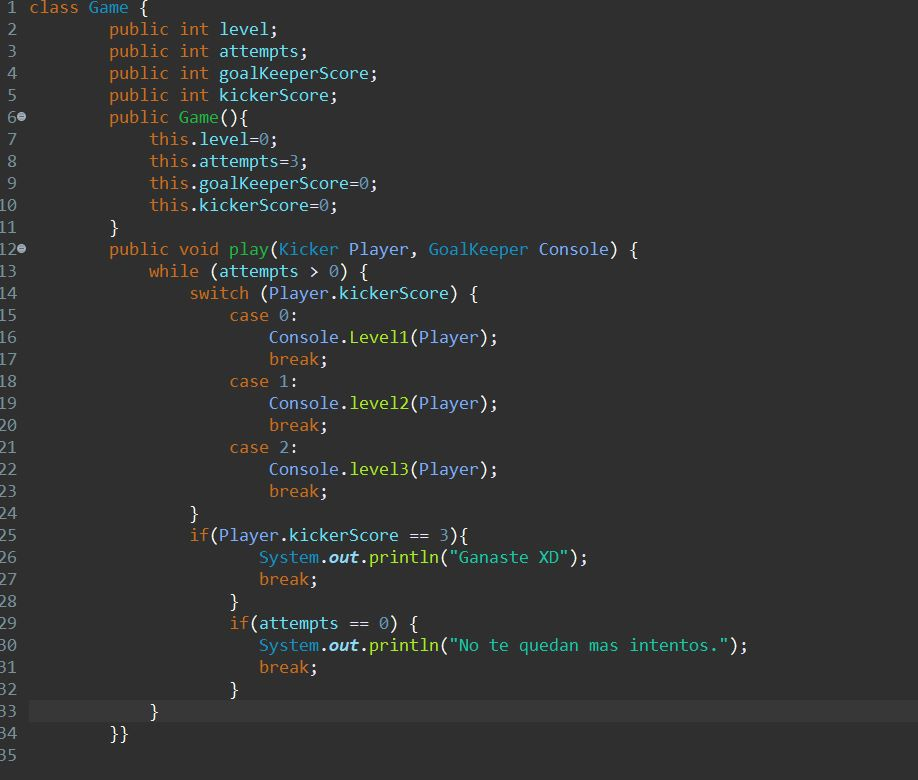 1 class Game {
2 public int level;
3 public int attempts;
4 public int goalKeeperScore;
5 public int kickerScore;
6 public Game(){
7 this.level=0;
8 this.attempts=3;
9 this.goalKeeperScore=0;
10 this.kickerScore=0;
11 }
12 public void play(Kicker Player, GoalKeeper Console) {
13 while (attempts > 0) {
14 switch (Player.kickerScore) {
15 case 0:
16 Console.Level1(Player);
17 break;
18 case 1:
19 Console.level2(Player);
20 break;
21 case 2:
22 Console.level3(Player);
23 break;
24 }
25 if(Player.kickerScore == 3){
26 System.out.println("Ganaste XD");
27 break;
28 }
29 if(attempts == 0) {
30 System.out.println("No te quedan mas intentos.");
31 break;
32 }
33 }
34 }}
35